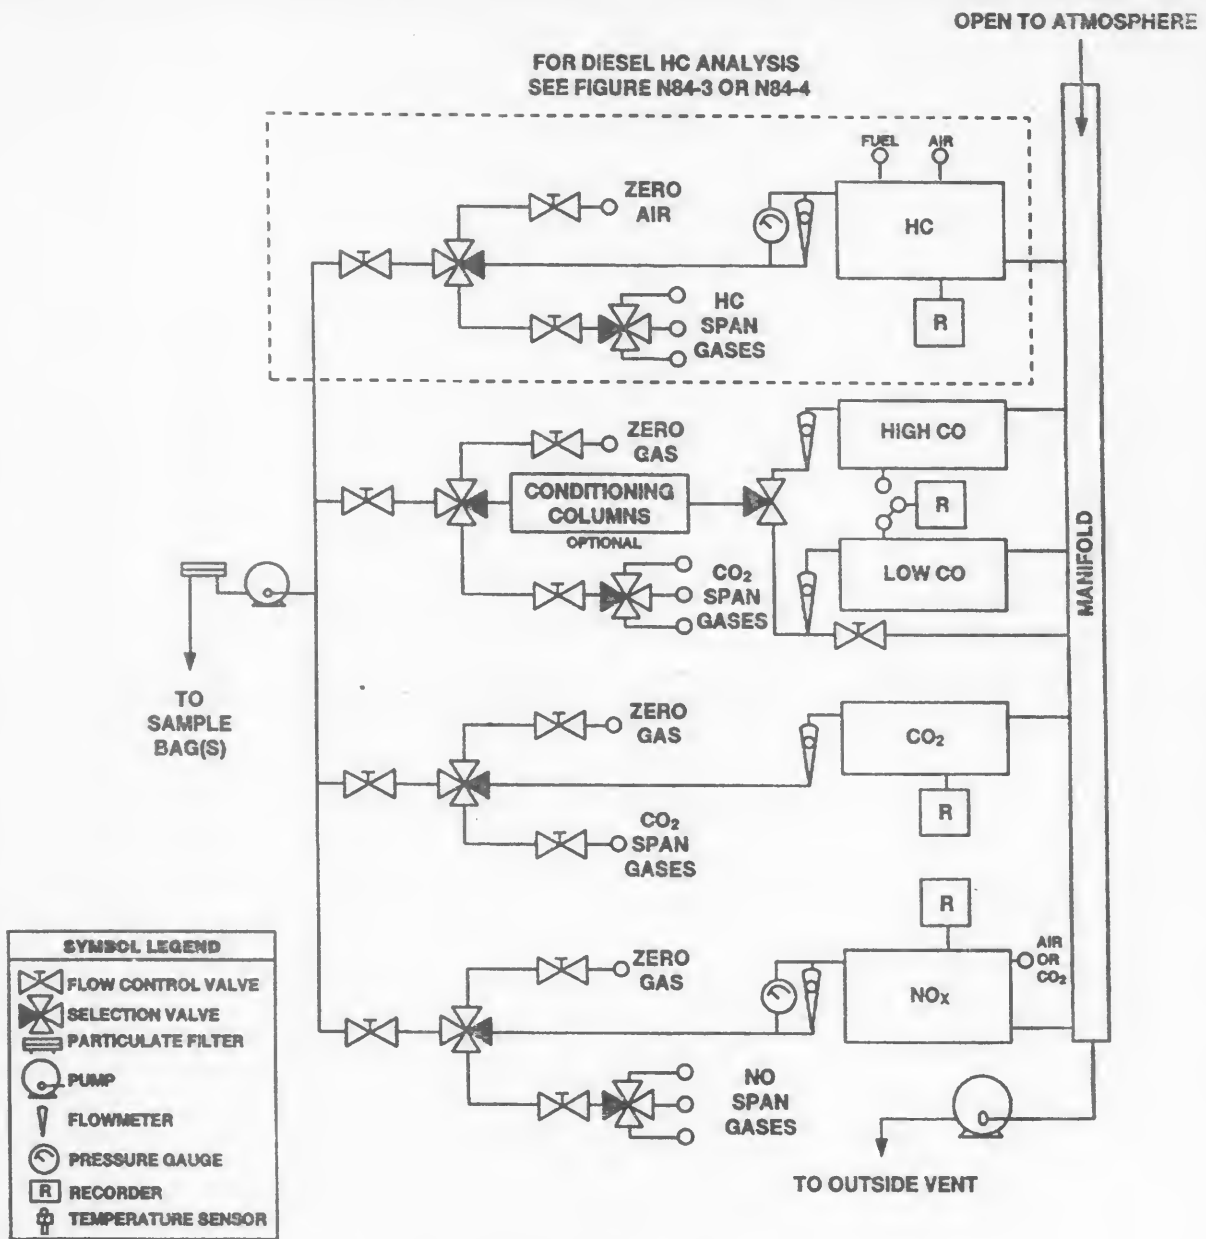 OPEN TO ATMOSPHERE
FOR DIESEL HC ANALYSIS
SEE FIGURE N84-3 OR N84-4
FUEL
AIR
ZERO
AIR
HC
R
HC
SPAN
GASES
ZERO
GAS
HIGH CO
CONDITIONING
COLUMNS
OPTIONAL
R
LOW CO
CO₂
SPAN
GASES
MANIFOLD
TO
SAMPLE
BAG(S)
ZERO
GAS
CO₂
R
CO₂
SPAN
GASES
R
ZERO
GAS
AIR
OR
CO₂
NOx
NO
SPAN
GASES
TO OUTSIDE VENT
SYMBOL LEGEND
FLOW CONTROL VALVE
SELECTION VALVE
PARTICULATE FILTER
PUMP
FLOWMETER
PRESSURE GAUGE
R RECORDER
TEMPERATURE SENSOR